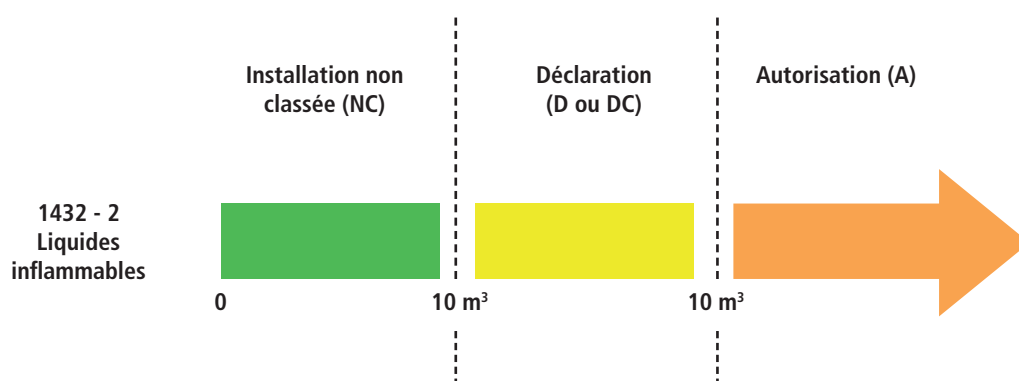 Installation non
classée (NC)
Déclaration
(D ou DC)
Autorisation (A)
1432 - 2
Liquides
inflammables
0
10 m³
10 m³